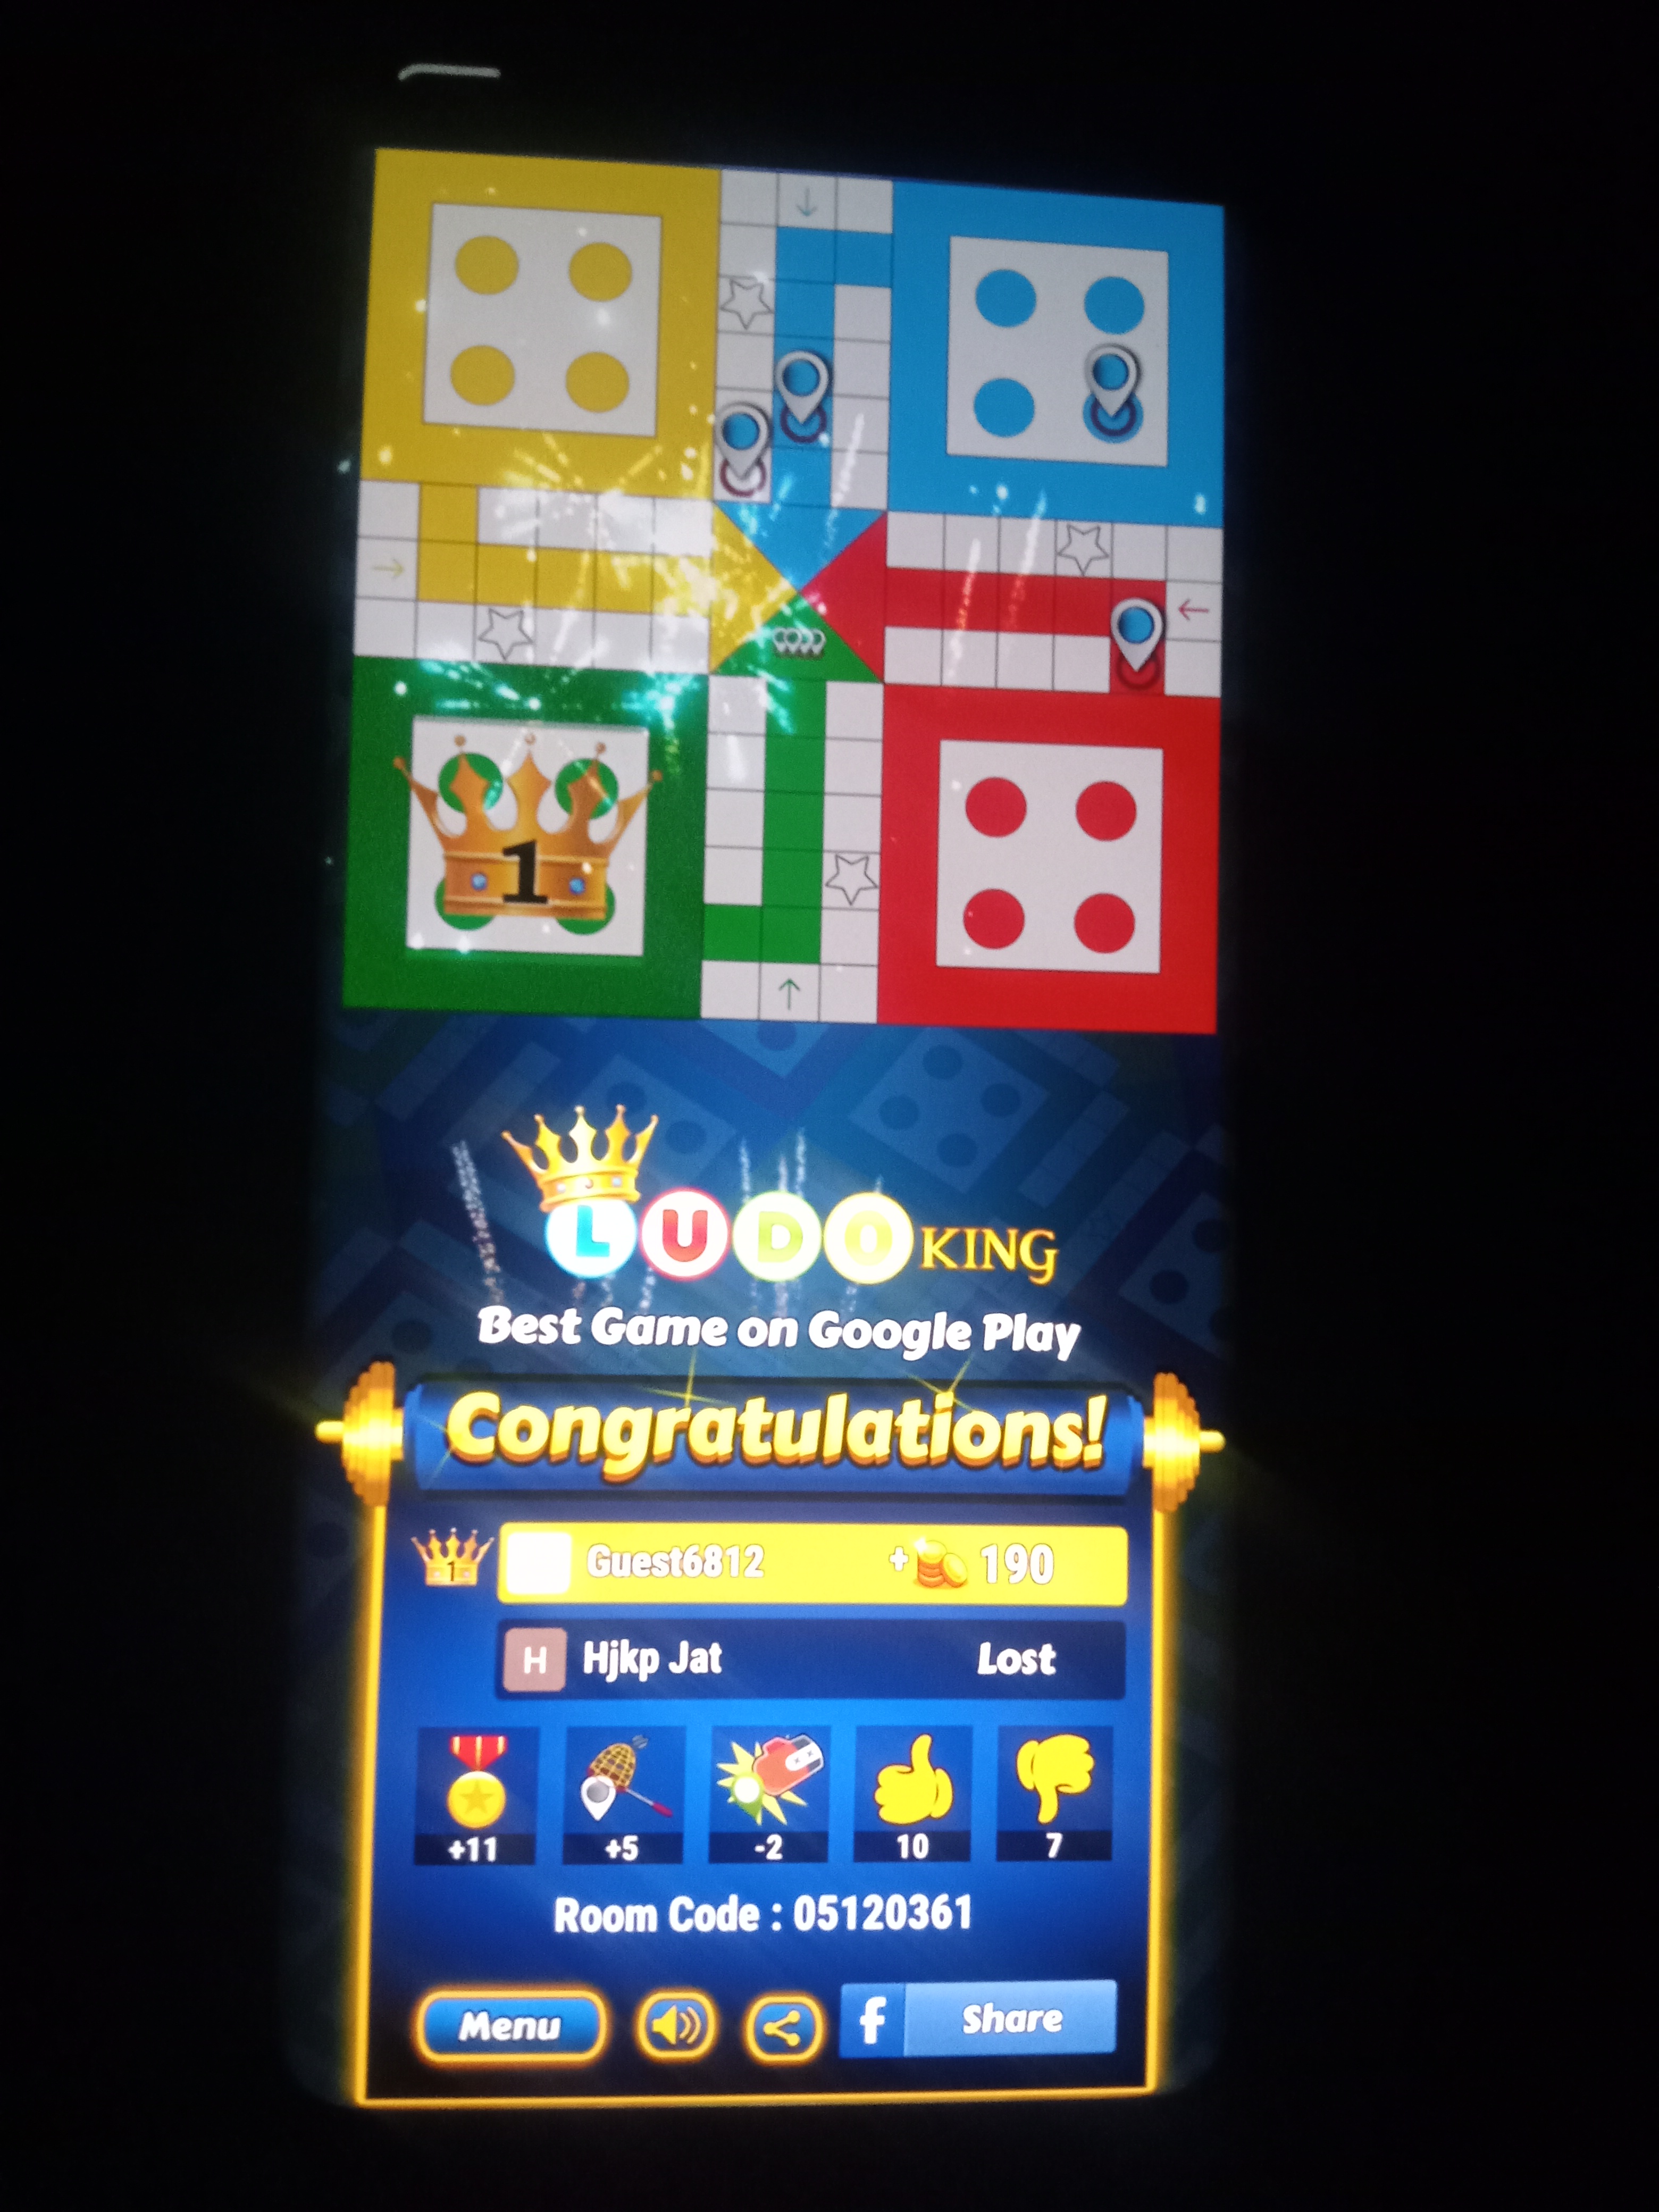 1
LUDO KING
Best Game on Google Play
Congratulations!
1 Guest6812 + 190
H Hjkp Jat Lost
+11 +5 -2 10 7
Room Code : 05120361
Menu f Share